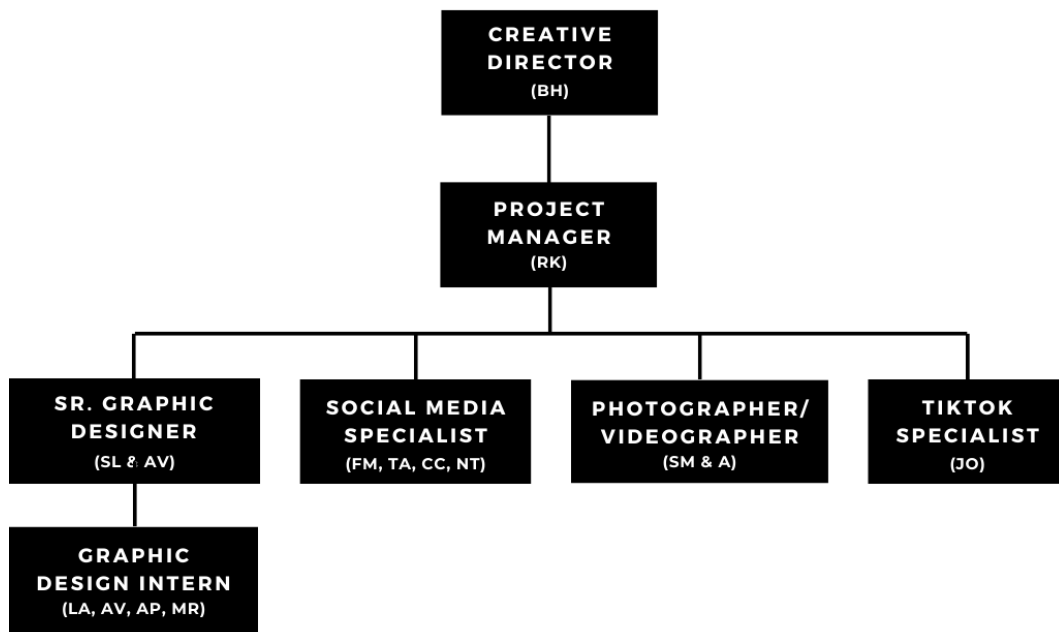 CREATIVE
DIRECTOR
(BH)
PROJECT
MANAGER
(RK)
SR. GRAPHIC
DESIGNER
(SL & AV)
SOCIAL MEDIA
SPECIALIST
(FM, TA, CC, NT)
PHOTOGRAPHER/
VIDEOGRAPHER
(SM & A)
TIKTOK
SPECIALIST
(JO)
GRAPHIC
DESIGN INTERN
(LA, AV, AP, MR)